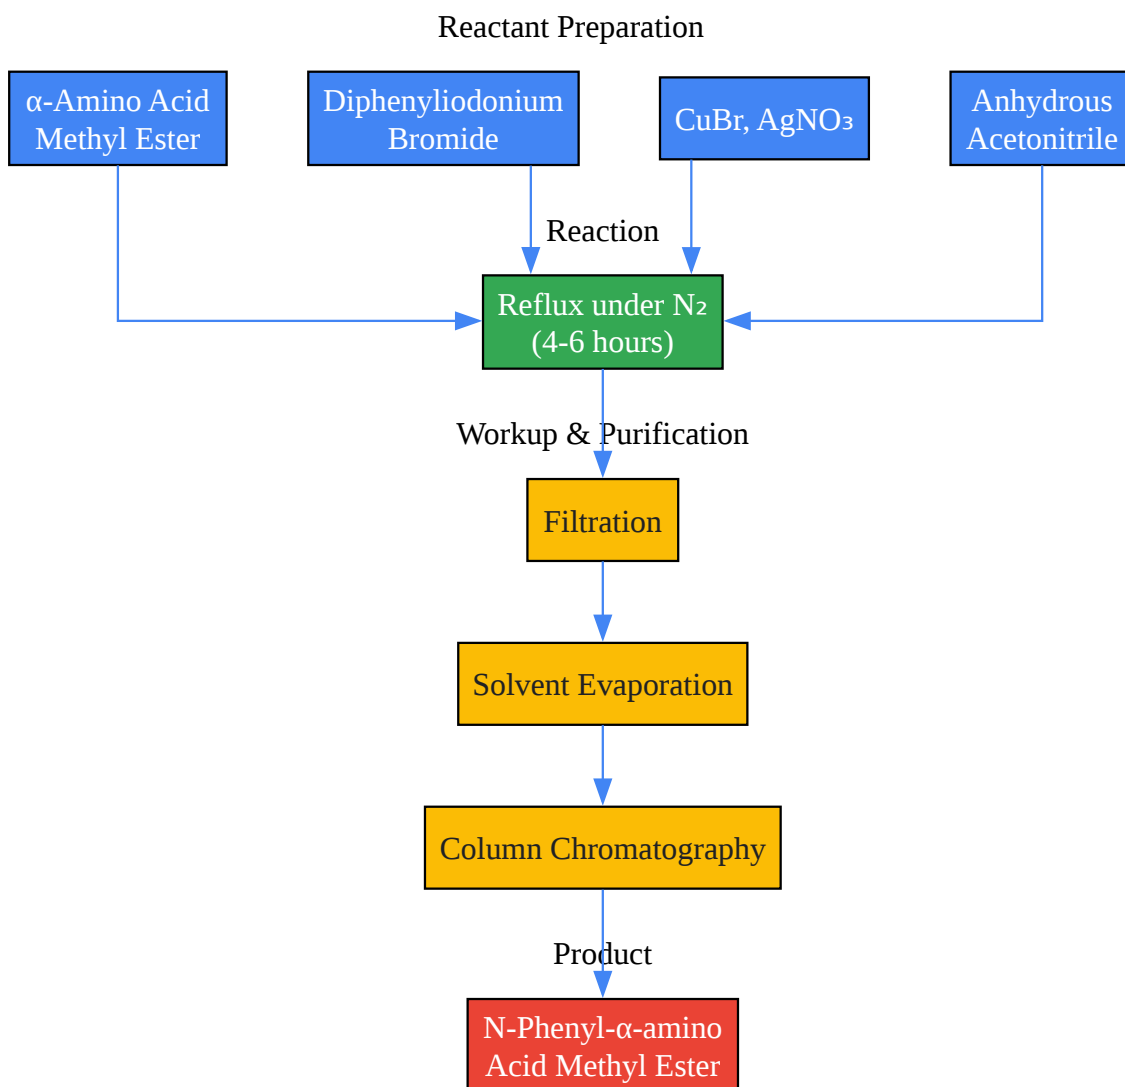 Reactant Preparation
α-Amino Acid
Methyl Ester
Diphenyliodonium
Bromide
CuBr, AgNO₃
Anhydrous
Acetonitrile
Reaction
Reflux under N₂
(4-6 hours)
Workup & Purification
Filtration
Solvent Evaporation
Column Chromatography
Product
N-Phenyl-α-amino
Acid Methyl Ester